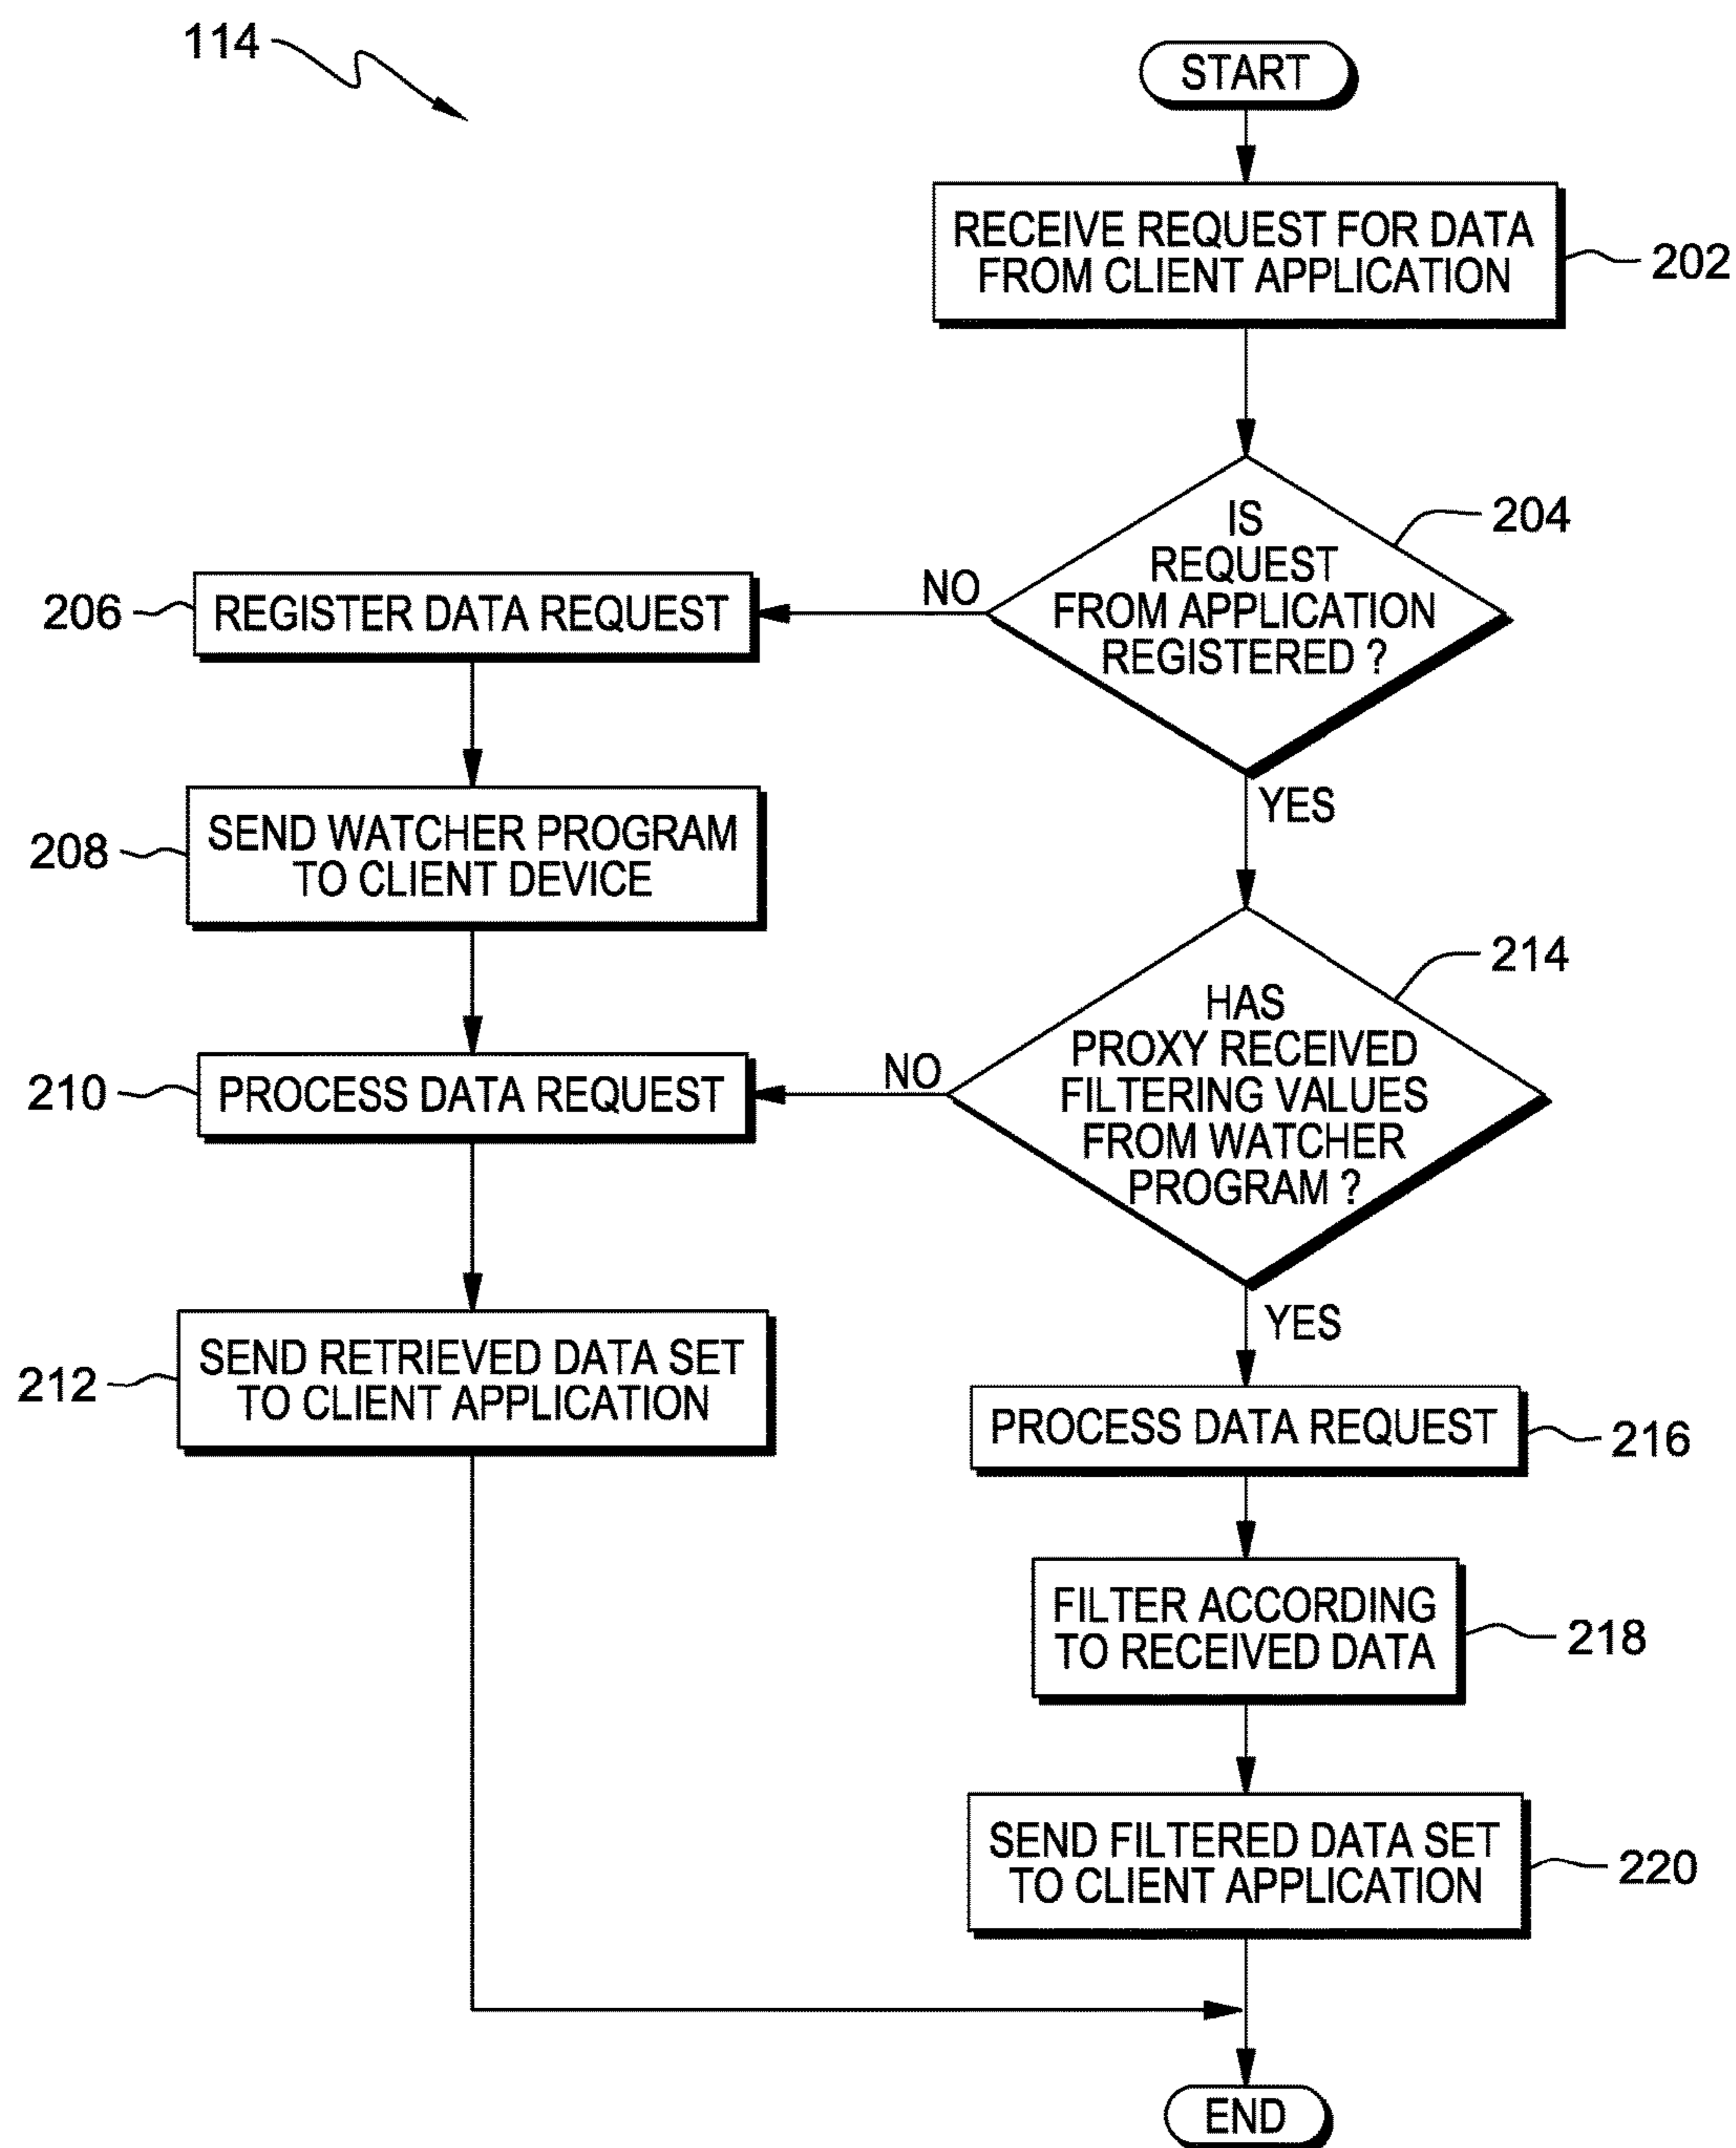 114
START
RECEIVE REQUEST FOR DATA
FROM CLIENT APPLICATION
202
IS
REQUEST
FROM APPLICATION
REGISTERED ?
204
NO
YES
206
REGISTER DATA REQUEST
208
SEND WATCHER PROGRAM
TO CLIENT DEVICE
210
PROCESS DATA REQUEST
212
SEND RETRIEVED DATA SET
TO CLIENT APPLICATION
HAS
PROXY RECEIVED
FILTERING VALUES
FROM WATCHER
PROGRAM ?
214
NO
YES
PROCESS DATA REQUEST
216
FILTER ACCORDING
TO RECEIVED DATA
218
SEND FILTERED DATA SET
TO CLIENT APPLICATION
220
END